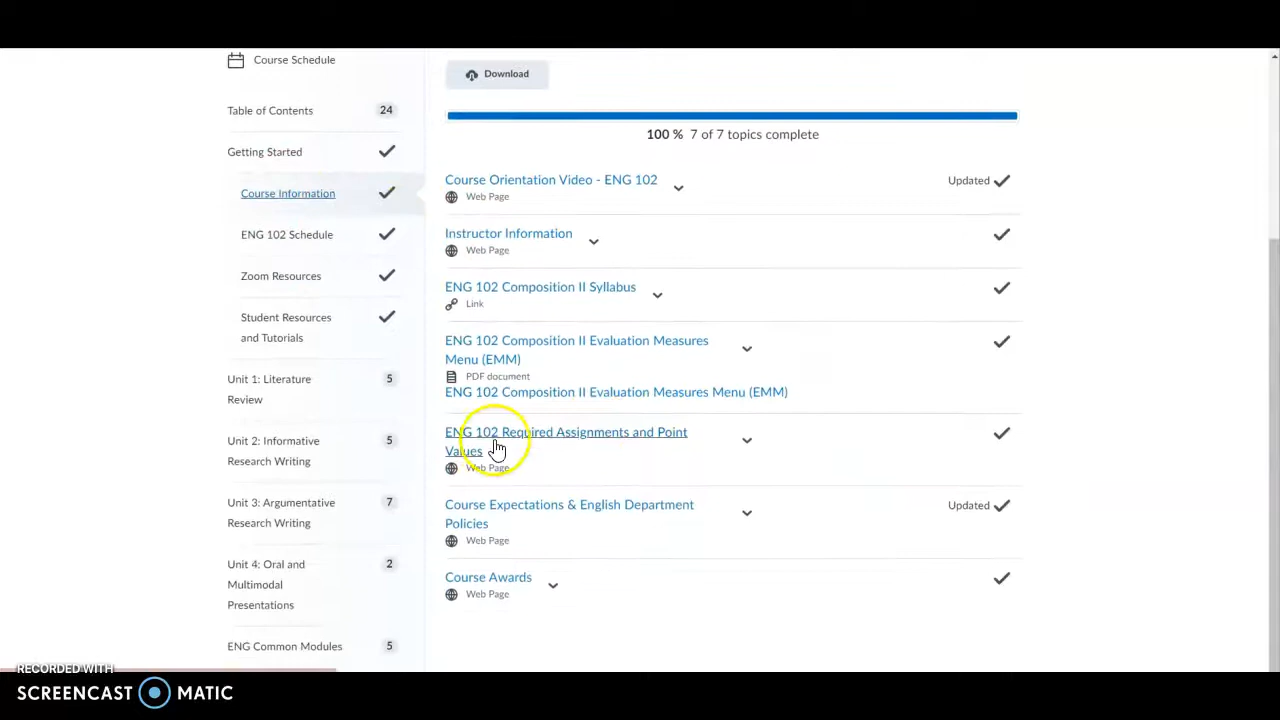 Course Schedule
Table of Contents 24
Getting Started
Course Information
ENG 102 Schedule
Zoom Resources
Student Resources
and Tutorials
Unit 1: Literature 5
Review
Unit 2: Informative 5
Research Writing
Unit 3: Argumentative 7
Research Writing
Unit 4: Oral and 2
Multimodal
Presentations
ENG Common Modules 5
Download
100 % 7 of 7 topics complete
Course Orientation Video - ENG 102 Updated
Web Page
Instructor Information
Web Page
ENG 102 Composition II Syllabus
Link
ENG 102 Composition II Evaluation Measures
Menu (EMM)
PDF document
ENG 102 Composition II Evaluation Measures Menu (EMM)
ENG 102 Required Assignments and Point
Values
Web Page
Course Expectations & English Department Updated
Policies
Web Page
Course Awards
Web Page
RECORDED WITH
SCREENCAST MATIC